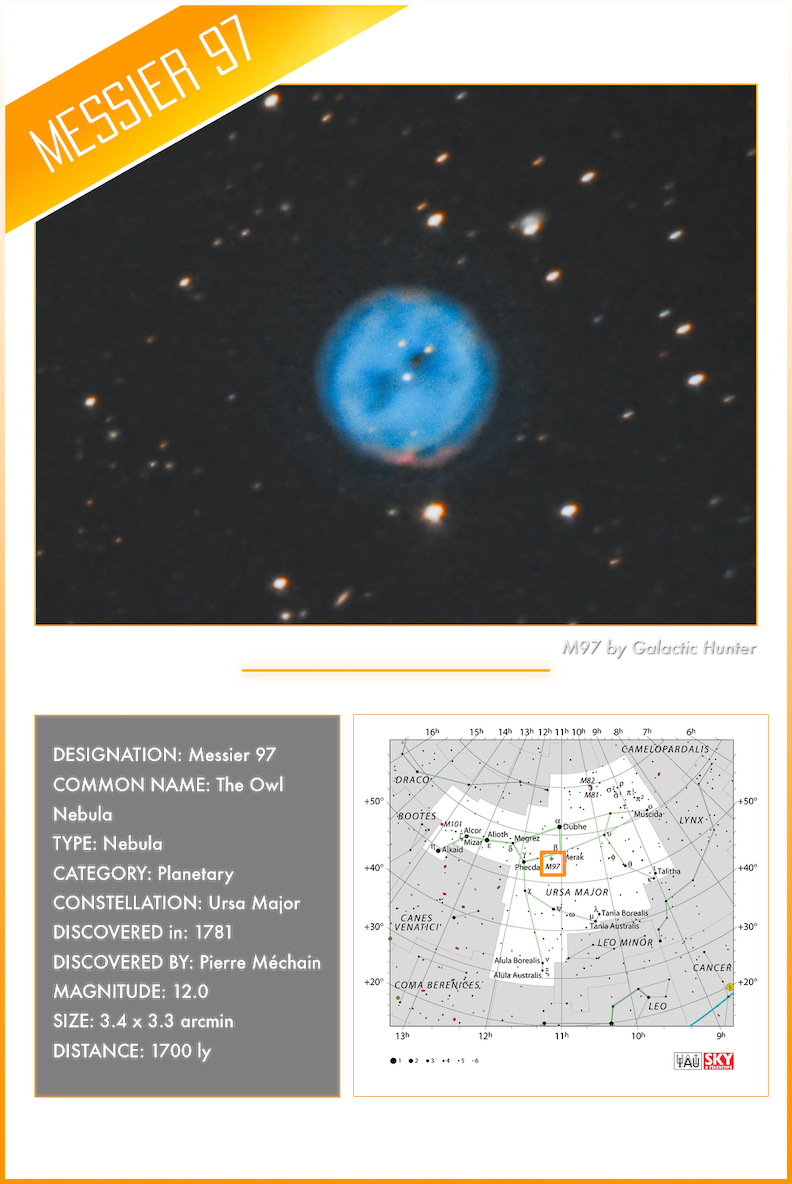 MESSIER 97
M97 by Galactic Hunter
DESIGNATION: Messier 97
COMMON NAME: The Owl
Nebula
TYPE: Nebula
CATEGORY: Planetary
CONSTELLATION: Ursa Major
DISCOVERED in: 1781
DISCOVERED BY: Pierre Méchain
MAGNITUDE: 12.0
SIZE: 3.4 x 3.3 arcmin
DISTANCE: 1700 ly
16h 15h 14h 13h 12h 11h 10h 9h 8h 7h 6h
CAMELOPARDALIS
DRACO
M82
M81
σ² ρ
π²
+50° +50°
ο
Muscida
BOOTES
M101
LYNX
α
Dubhe
Alcor
Mizar
Alioth
ε
Megrez
δ
υ
η
Alkaid
β
Merak
γ
Phecda
M97
φ
θ
+40° +40°
Talitha
κ
χ
URSA MAJOR
ψ
ω
λ
Tania Borealis
μ
Tania Australis
CANES
VENATICI
+30° +30°
LEO MINOR
Alula Borealis
ν
Alula Australis
ξ
CANCER
+20° +20°
COMA BERENICES
LEO
13h 12h 11h 10h 9h
1 2 3 4 5 6
IAU
SKY